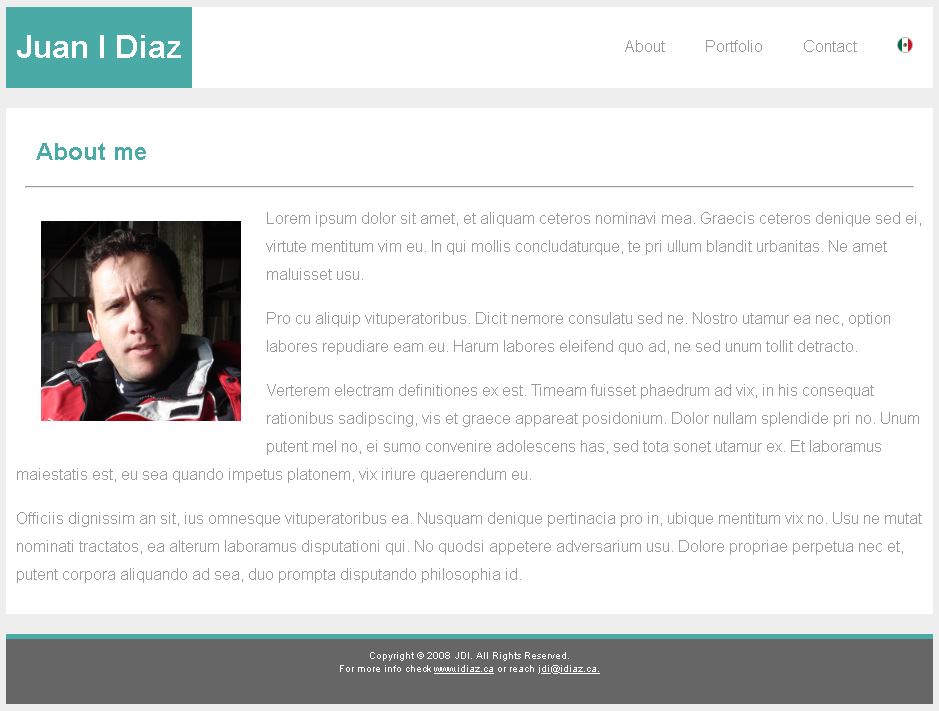 Juan I Diaz
About Portfolio Contact
About me
Lorem ipsum dolor sit amet, et aliquam ceteros nominavi mea. Graecis ceteros denique sed ei,
virtute mentitum vim eu. In qui mollis concludaturque, te pri ullum blandit urbanitas. Ne amet
maluisset usu.
Pro cu aliquip vituperatoribus. Dicit nemore consulatu sed ne. Nostro utamur ea nec, option
labores repudiare eam eu. Harum labores eleifend quo ad, ne sed unum tollit detracto.
Verterem electram definitiones ex est. Timeam fuisset phaedrum ad vix, in his consequat
rationibus sadipscing, vis et graece appareat posidonium. Dolor nullam splendide pri no. Unum
putent mel no, ei sumo convenire adolescens has, sed tota sonet utamur ex. Et laboramus
maiestatis est, eu sea quando impetus platonem, vix iriure quaerendum eu.
Officiis dignissim an sit, ius omnesque vituperatoribus ea. Nusquam denique pertinacia pro in, ubique mentitum vix no. Usu ne mutat
nominati tractatos, ea alterum laboramus disputationi qui. No quodsi appetere adversarium usu. Dolore propriae perpetua nec et,
putent corpora aliquando ad sea, duo prompta disputando philosophia id.
Copyright © 2008 JDI. All Rights Reserved.
For more info check www.idiaz.ca or reach jdi@idiaz.ca.